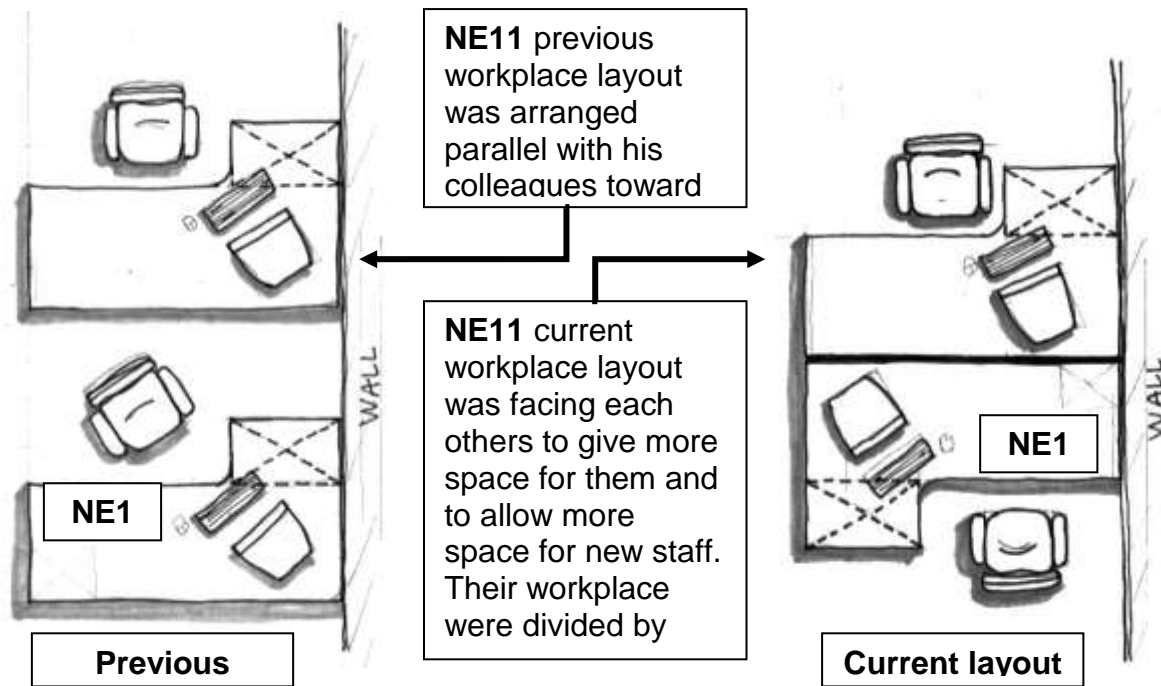 NE11 previous
workplace layout
was arranged
parallel with his
colleagues toward
NE11 current
workplace layout
was facing each
others to give more
space for them and
to allow more
space for new staff.
Their workplace
were divided by
WALL
NE1
Previous
WALL
NE1
Current layout